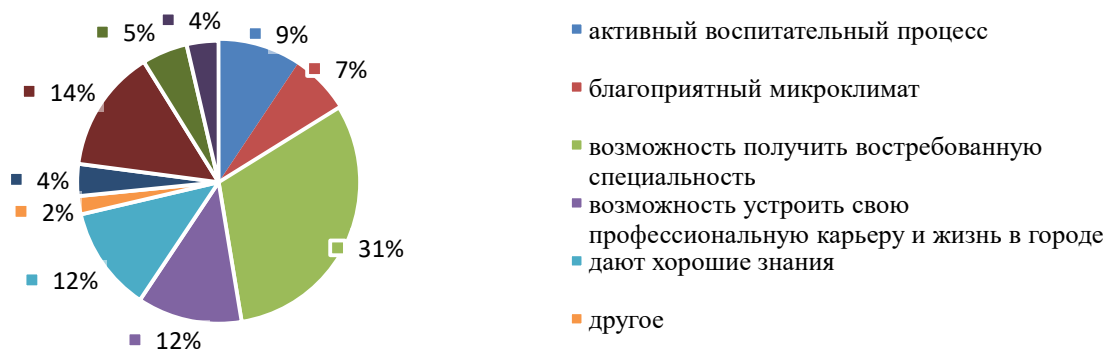 4%
9%
5%
7%
14%
4%
2%
31%
12%
12%
активный воспитательный процесс
благоприятный микроклимат
возможность получить востребованную
специальность
возможность устроить свою
профессиональную карьеру и жизнь в городе
дают хорошие знания
другое